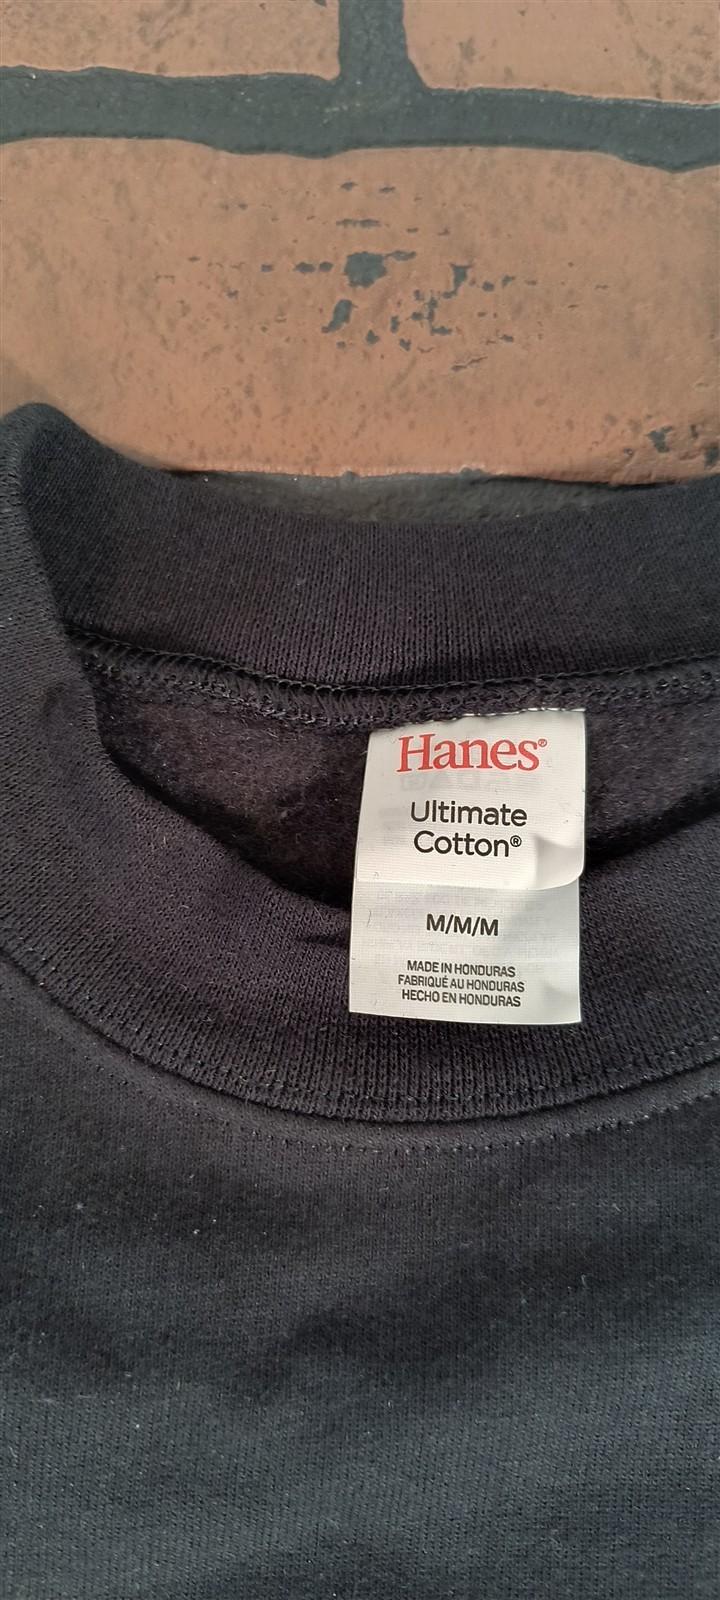 Hanes®
Ultimate
Cotton®
M/M/M
MADE IN HONDURAS
FABRIQUÉ AU HONDURAS
HECHO EN HONDURAS